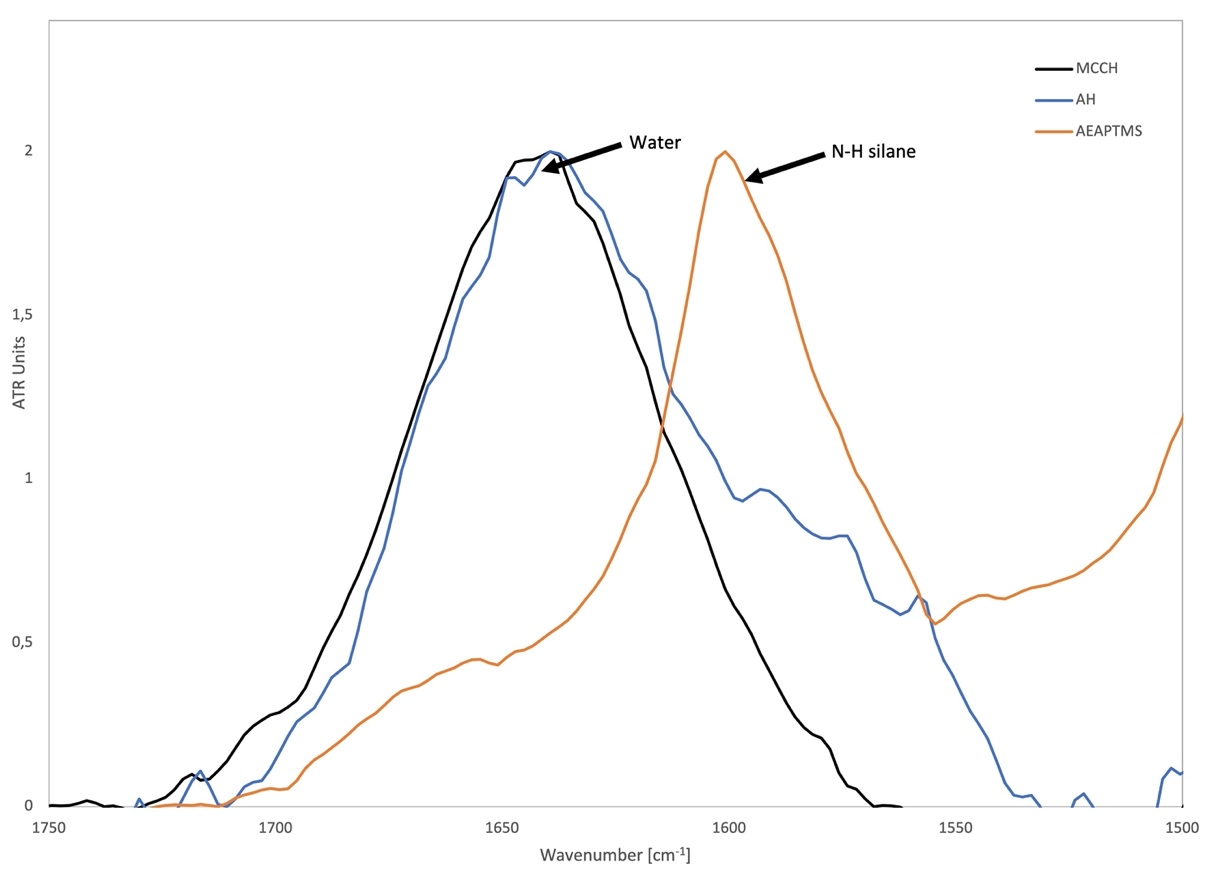 MCCH
AH
AEAPTMS
Water
N-H silane
2
1,5
1
0,5
0
ATR Units
1750
1700
1650
1600
1550
1500
Wavenumber [cm⁻¹]